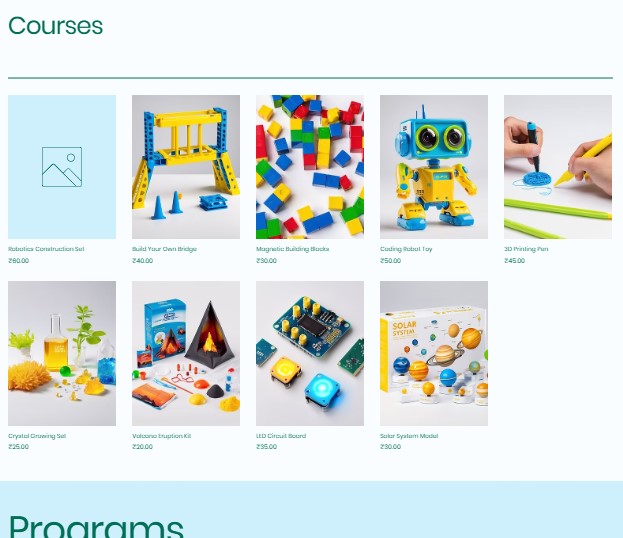 Courses
Robotics Construction Set
₹60.00
Build Your Own Bridge
₹40.00
Magnetic Building Blocks
₹30.00
Coding Robot Toy
₹50.00
3D Printing Pen
₹45.00
SOLAR
SYSTEM
Crystal Growing Set
₹25.00
Volcano Eruption Kit
₹20.00
LED Circuit Board
₹35.00
Solar System Model
₹30.00
Programs